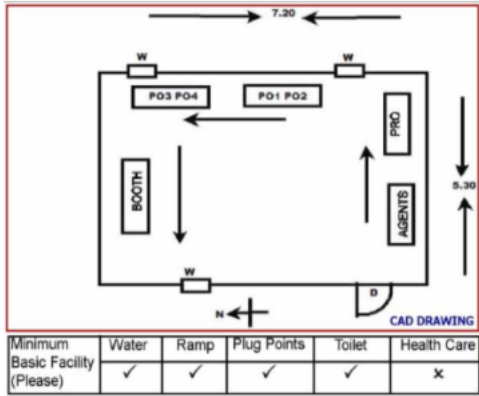 7.20
W
W
PO3 PO4
PO1 PO2
PRO
5.30
BOOTH
AGENTS
W
D
N
CAD DRAWING
Minimum Basic Facility (Please) Water Ramp Plug Points Toilet Health Care
✓ ✓ ✓ ✓ ×